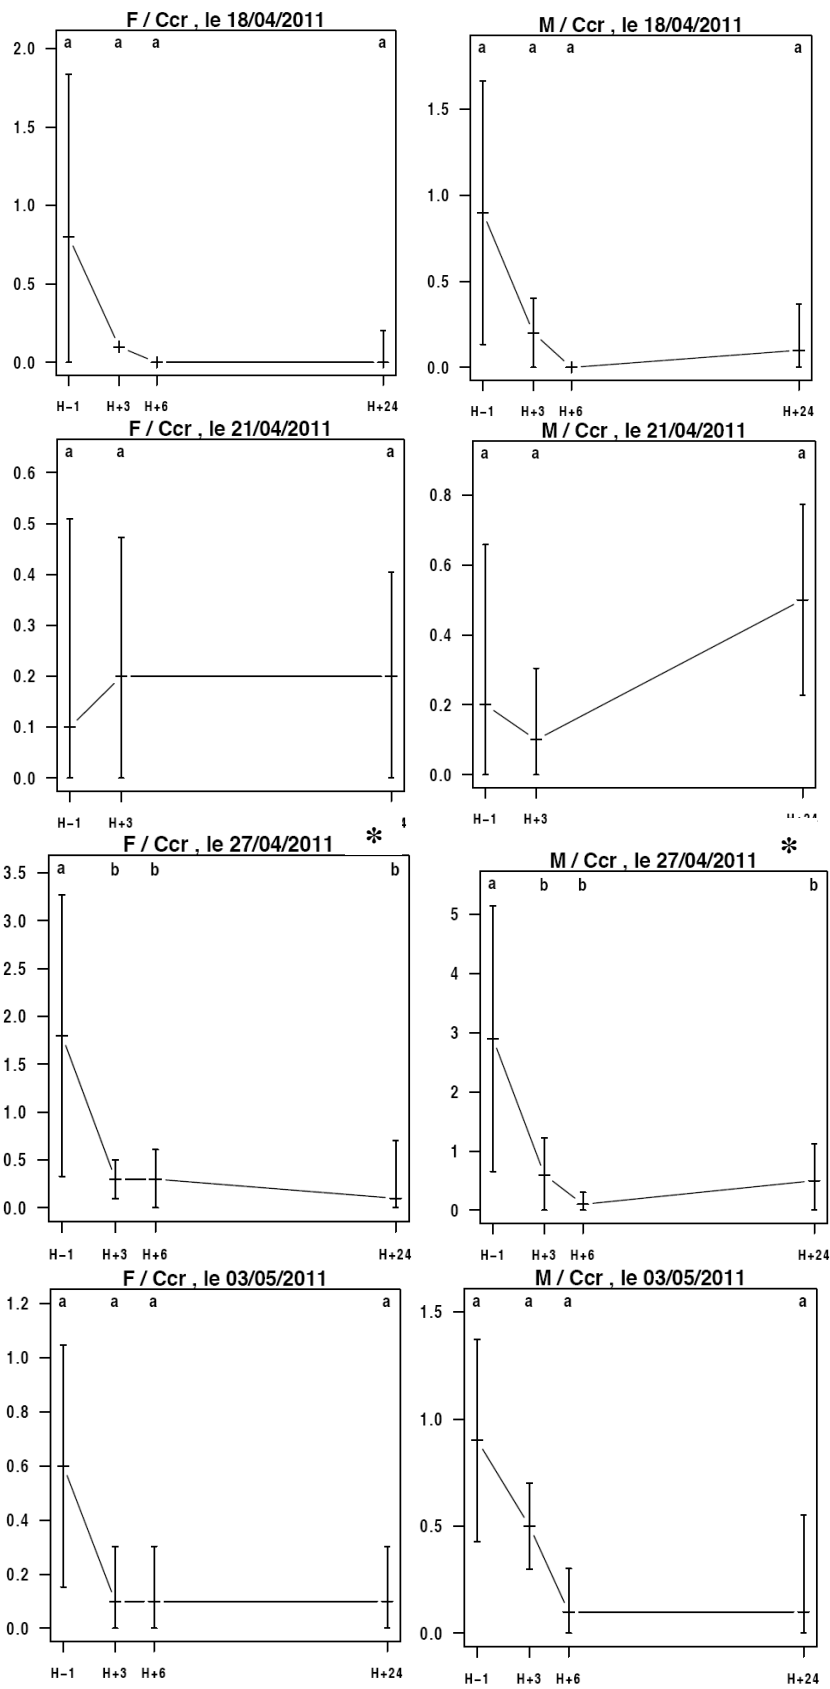 F / Ccr , le 18/04/2011
a a a a
2.0
1.5
1.0
0.5
0.0
H−1 H+3 H+6 H+24
M / Ccr , le 18/04/2011
a a a a
1.5
1.0
0.5
0.0
H−1 H+3 H+6 H+24
F / Ccr , le 21/04/2011
a a a
0.6
0.5
0.4
0.3
0.2
0.1
0.0
H−1 H+3 4
M / Ccr , le 21/04/2011
a a a
0.8
0.6
0.4
0.2
0.0
H−1 H+3
F / Ccr , le 27/04/2011 *
a b b b
3.5
3.0
2.5
2.0
1.5
1.0
0.5
0.0
H−1 H+3 H+6 H+24
M / Ccr , le 27/04/2011 *
a b b b
5
4
3
2
1
0
H−1 H+3 H+6 H+24
F / Ccr , le 03/05/2011
a a a a
1.2
1.0
0.8
0.6
0.4
0.2
0.0
H−1 H+3 H+6 H+24
M / Ccr , le 03/05/2011
a a a a
1.5
1.0
0.5
0.0
H−1 H+3 H+6 H+24